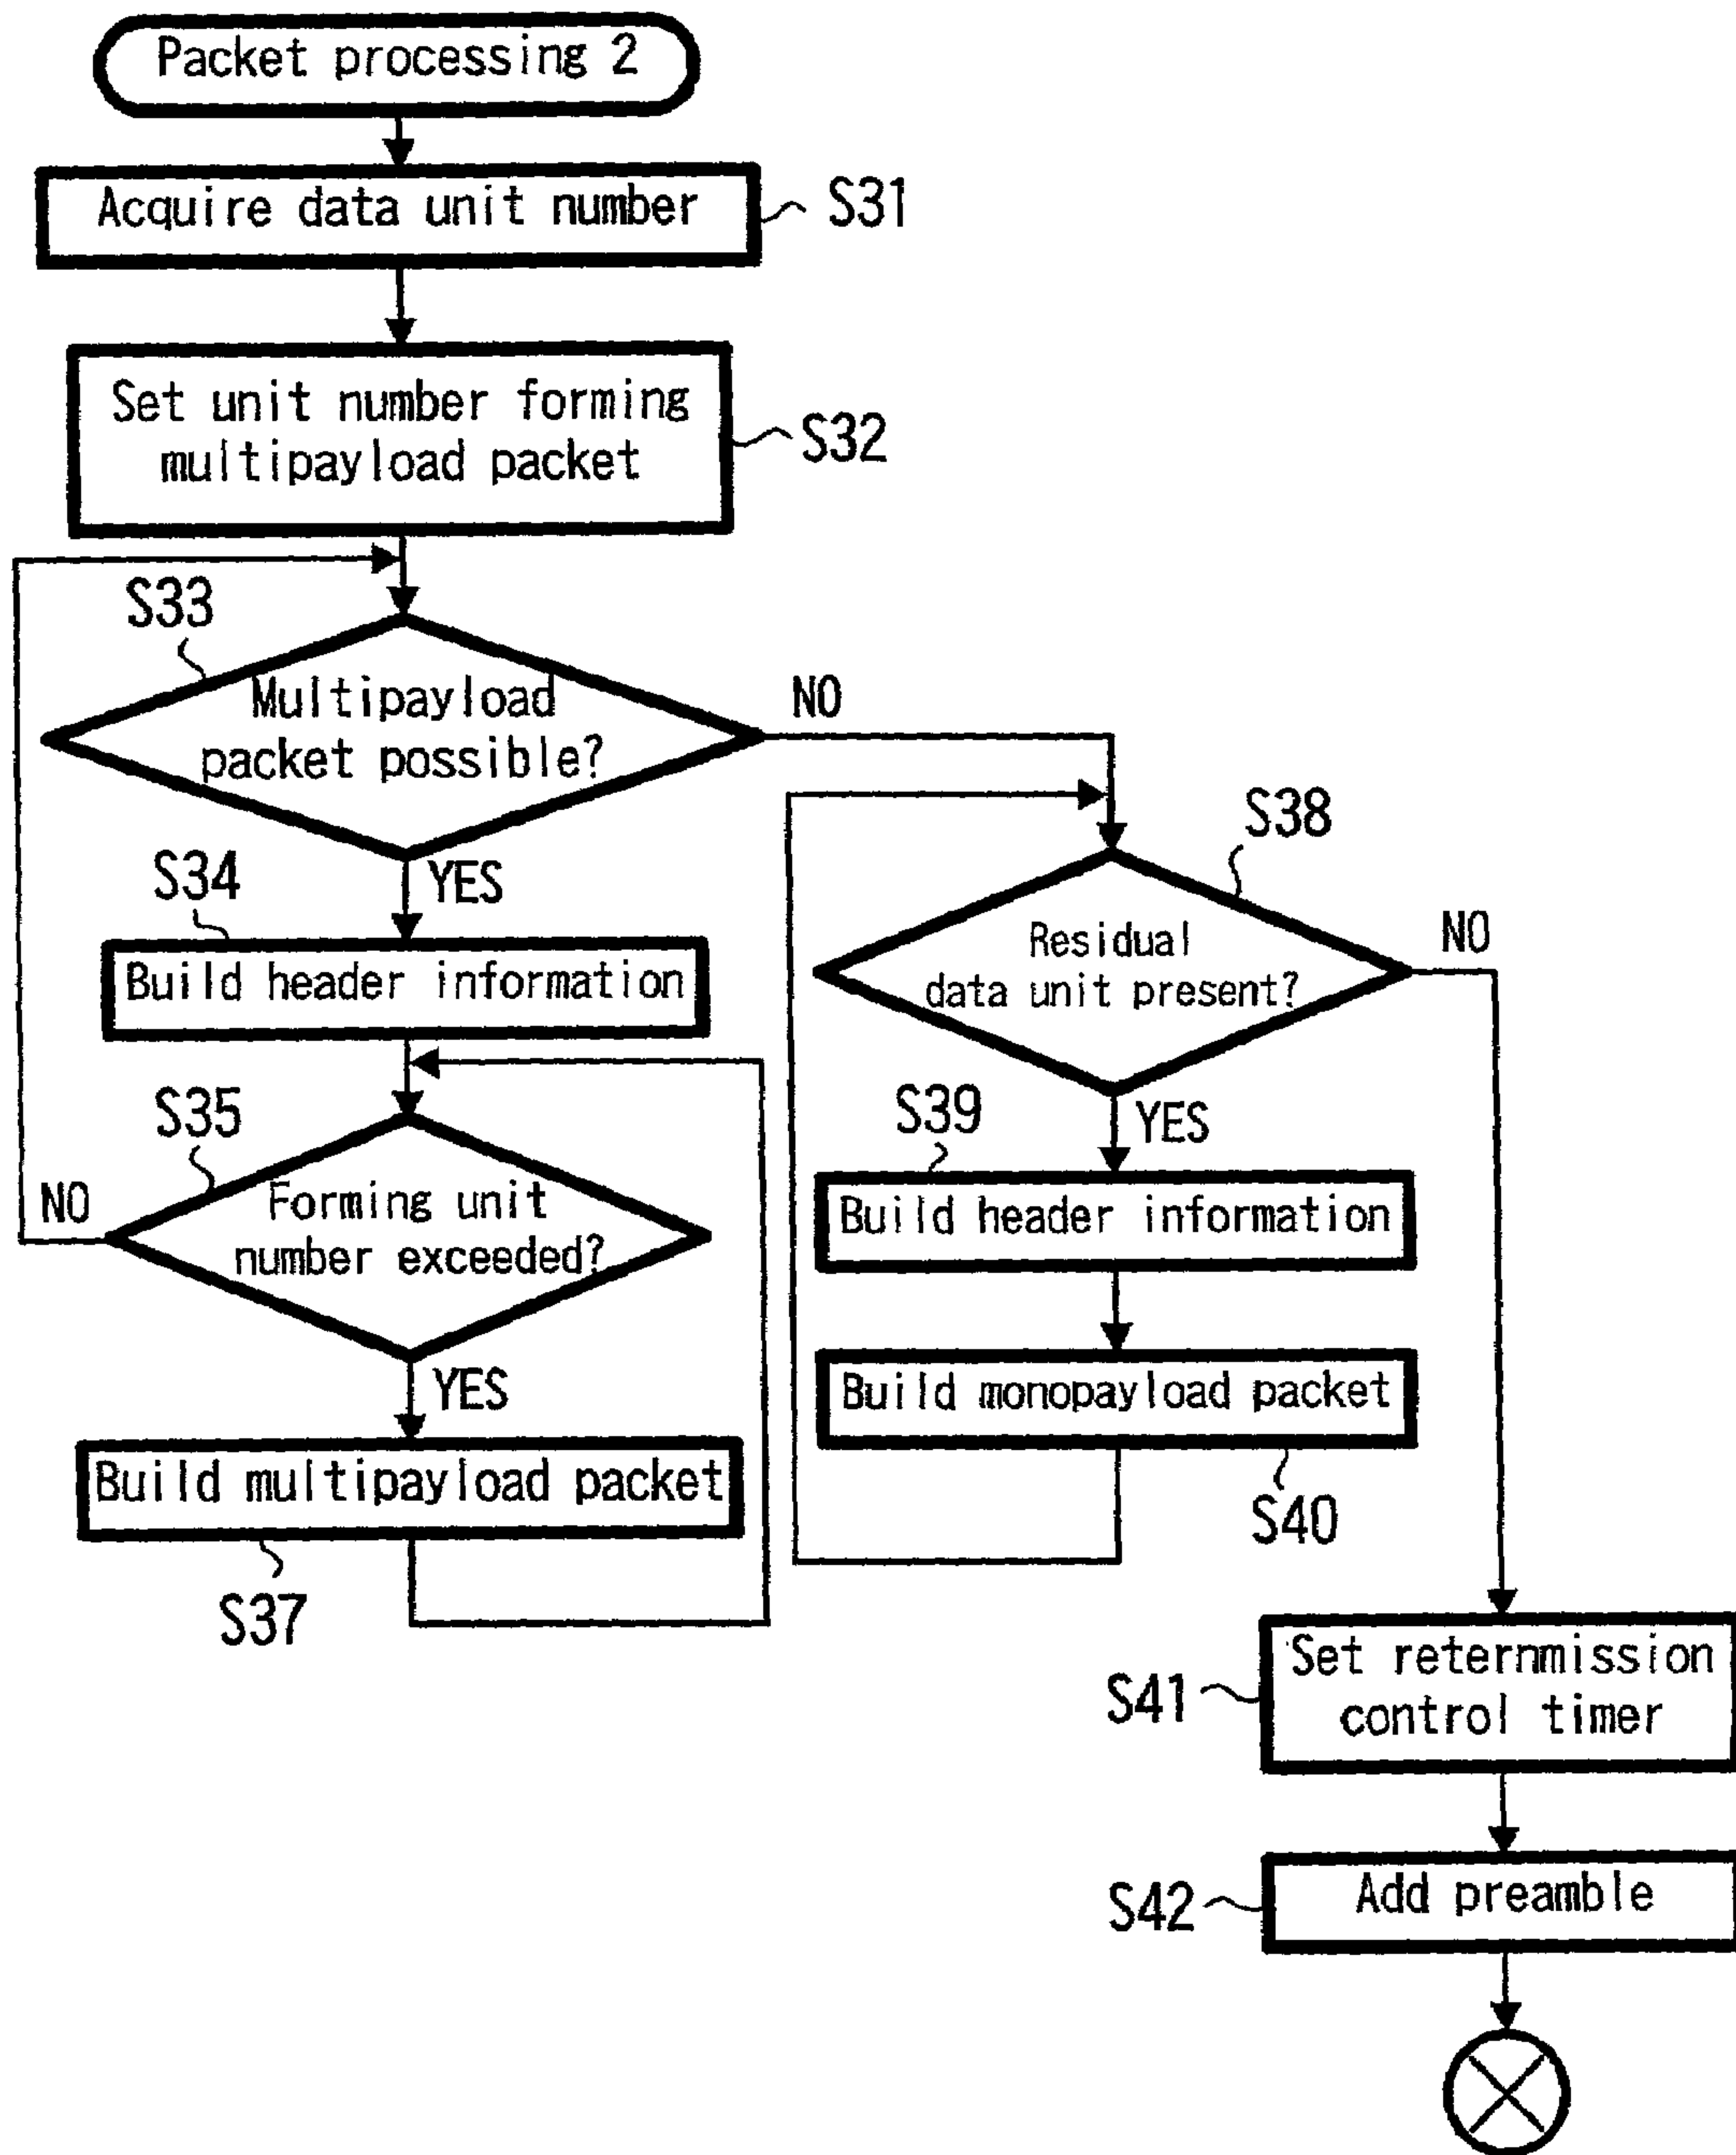 Packet processing 2
Acquire data unit number
S31
Set unit number forming
multipayload packet
S32
S33
Multipayload
packet possible?
NO
YES
S34
Build header information
S35
Forming unit
number exceeded?
NO
YES
Build multipayload packet
S37
S38
Residual
data unit present?
NO
YES
S39
Build header information
Build monopayload packet
S40
Set reternmission
control timer
S41
Add preamble
S42